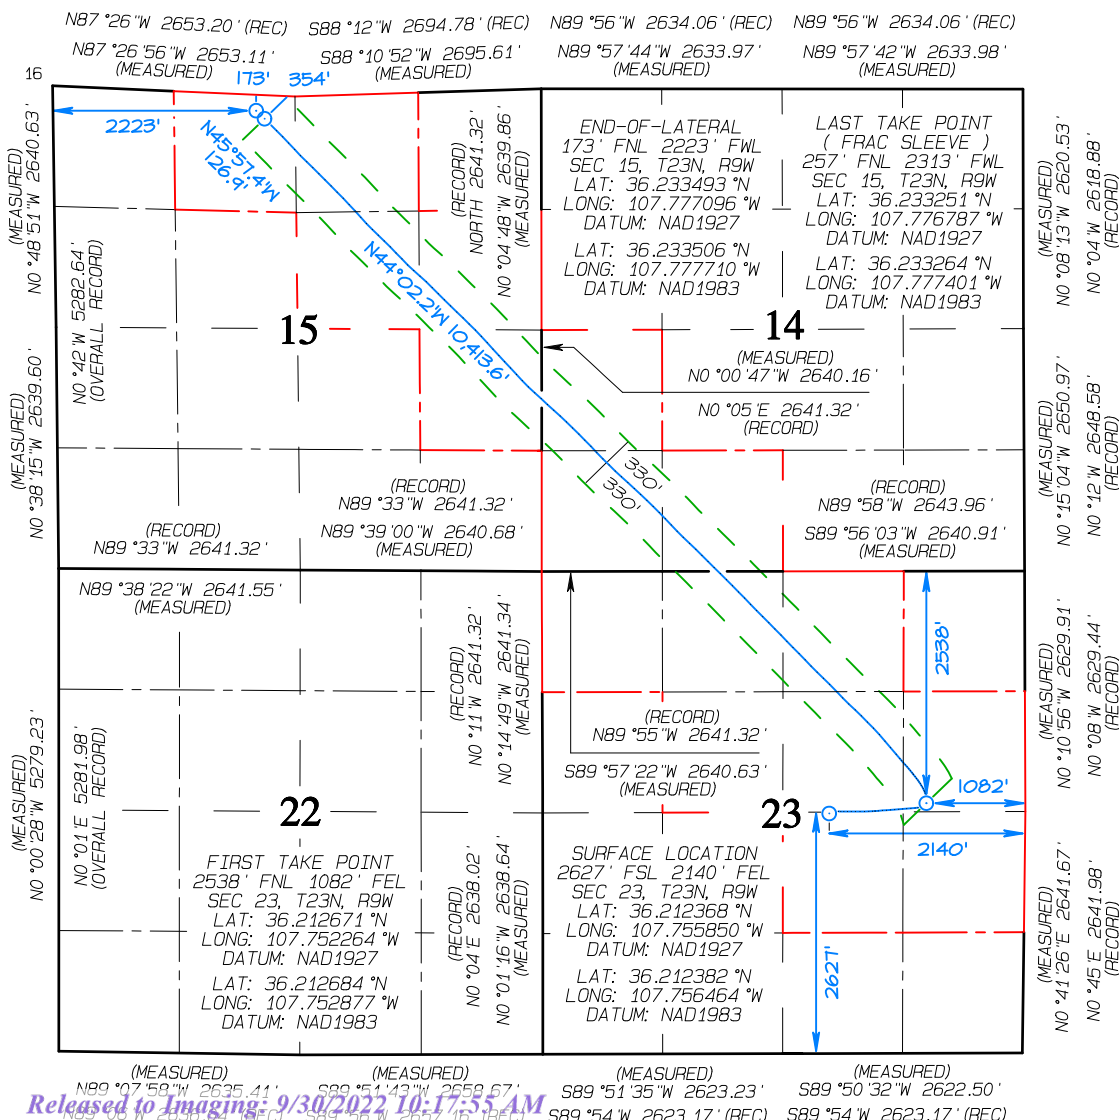 N87°26"W 2653.20'(REC)
S88°12"W 2694.78'(REC)
N89°56"W 2634.06'(REC)
N89°56"W 2634.06'(REC)
N87°26'56"W 2653.11'
(MEASURED)
S88°10'52"W 2695.61'
(MEASURED)
N89°57'44"W 2633.97'
(MEASURED)
N89°57'42"W 2633.98'
(MEASURED)
16
173'
354'
2223'
N45°57.4'W
126.9'
N44°02.2'W 10,413.6'
(MEASURED)
N0°48'51"W 2640.63'
N0°42"W 5282.64'
(OVERALL RECORD)
(MEASURED)
N0°38'15"W 2639.60'
(RECORD)
NORTH 2641.32'
N0°04'48"W 2639.86'
(MEASURED)
END-OF-LATERAL
173' FNL 2223' FWL
SEC 15, T23N, R9W
LAT: 36.233493°N
LONG: 107.777096°W
DATUM: NAD1927
LAT: 36.233506°N
LONG: 107.777710°W
DATUM: NAD1983
LAST TAKE POINT
( FRAC SLEEVE )
257' FNL 2313' FWL
SEC 15, T23N, R9W
LAT: 36.233251°N
LONG: 107.776787°W
DATUM: NAD1927
LAT: 36.233264°N
LONG: 107.777401°W
DATUM: NAD1983
(MEASURED)
N0°08'13"W 2620.53'
N0°04"W 2618.88'
(RECORD)
15
14
(MEASURED)
N0°00'47"W 2640.16'
N0°05'E 2641.32'
(RECORD)
(MEASURED)
N0°15'04"W 2650.97'
N0°12"W 2648.58'
(RECORD)
330'
330'
(RECORD)
N89°33"W 2641.32'
N89°39'00"W 2640.68'
(MEASURED)
(RECORD)
N89°33"W 2641.32'
(RECORD)
N89°58"W 2643.96'
S89°56'03"W 2640.91'
(MEASURED)
N89°38'22"W 2641.55'
(MEASURED)
(RECORD)
N0°11"W 2641.32'
N0°14'49"W 2641.34'
(MEASURED)
2538'
(MEASURED)
N0°10'56"W 2629.91'
N0°08"W 2629.44'
(RECORD)
(RECORD)
N89°55"W 2641.32'
S89°57'22"W 2640.63'
(MEASURED)
(MEASURED)
N0°00'28"W 5279.23'
N0°01'E 5281.98'
(OVERALL RECORD)
1082'
22
23
2140'
FIRST TAKE POINT
2538' FNL 1082' FEL
SEC 23, T23N, R9W
LAT: 36.212671°N
LONG: 107.752264°W
DATUM: NAD1927
LAT: 36.212684°N
LONG: 107.752877°W
DATUM: NAD1983
(RECORD)
N0°04'E 2638.02'
N0°01'16"W 2638.64'
(MEASURED)
SURFACE LOCATION
2627' FSL 2140' FEL
SEC 23, T23N, R9W
LAT: 36.212368°N
LONG: 107.755850°W
DATUM: NAD1927
LAT: 36.212382°N
LONG: 107.756464°W
DATUM: NAD1983
2627'
(MEASURED)
N0°41'26"E 2641.67'
N0°45'E 2641.98'
(RECORD)
(MEASURED)
N89°07'58"W 2635.41'
(MEASURED)
S89°51'43"W 2658.67'
(MEASURED)
S89°51'35"W 2623.23'
(MEASURED)
S89°50'32"W 2622.50'
Released to Imaging: 9/30/2022 10:17:55 AM
S89°54"W 2623.17'(REC)
S89°54"W 2623.17'(REC)